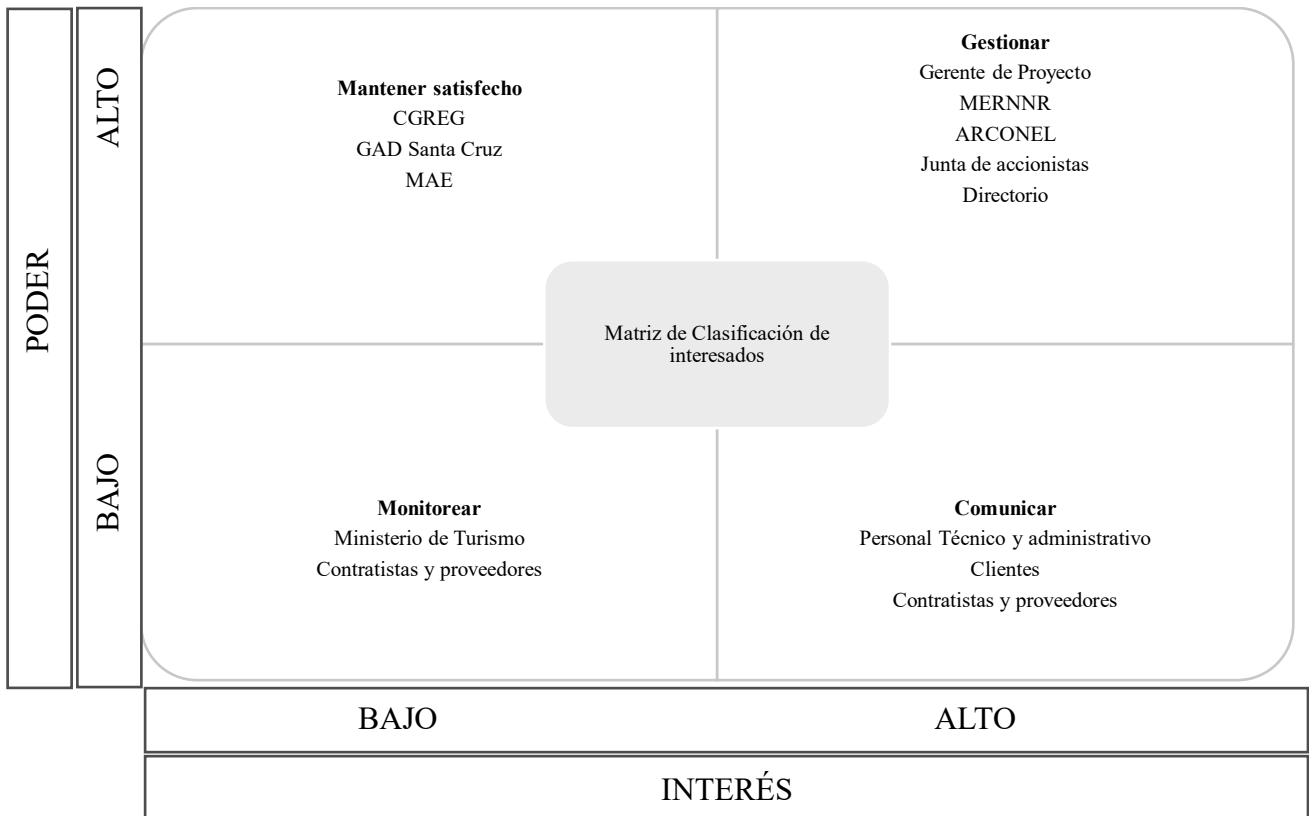 PODER
ALTO
BAJO
Mantener satisfecho
CGREG
GAD Santa Cruz
MAE
Gestionar
Gerente de Proyecto
MERNNR
ARCONEL
Junta de accionistas
Directorio
Matriz de Clasificación de
interesados
Monitorear
Ministerio de Turismo
Contratistas y proveedores
Comunicar
Personal Técnico y administrativo
Clientes
Contratistas y proveedores
BAJO
ALTO
INTERÉS